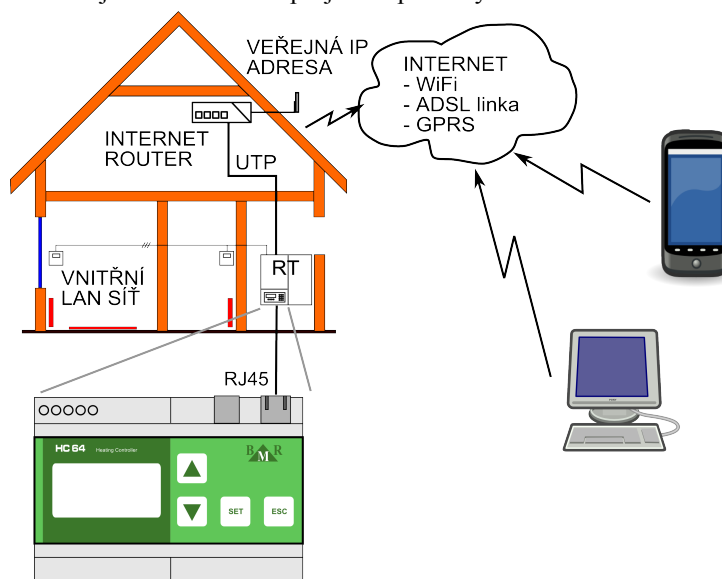 VEŘEJNÁ IP
ADRESA
INTERNET
- WiFi
- ADSL linka
- GPRS
INTERNET
ROUTER
UTP
RT
VNITŘNÍ
LAN SÍŤ
RJ45
HC 64 Heating Controller
B M R
SET
ESC